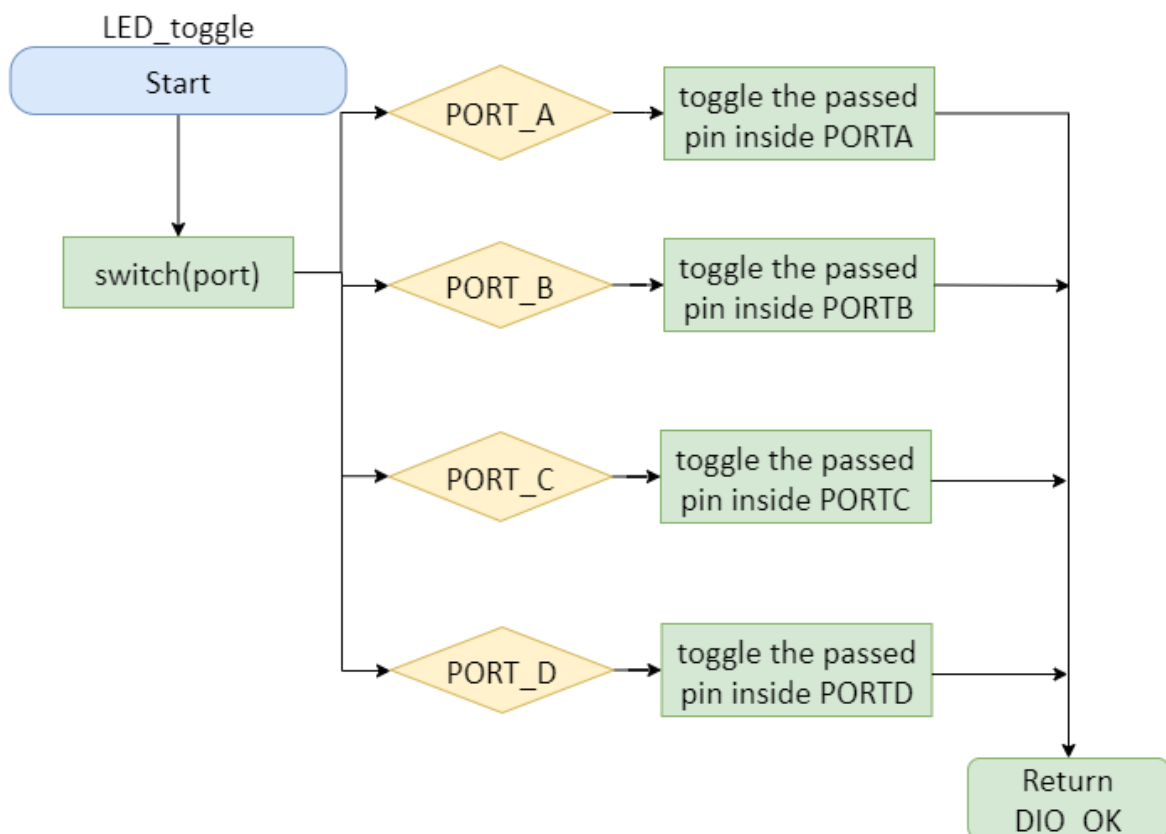 LED_toggle
Start
switch(port)
PORT_A
toggle the passed
pin inside PORTA
PORT_B
toggle the passed
pin inside PORTB
PORT_C
toggle the passed
pin inside PORTC
PORT_D
toggle the passed
pin inside PORTD
Return
DIO_OK